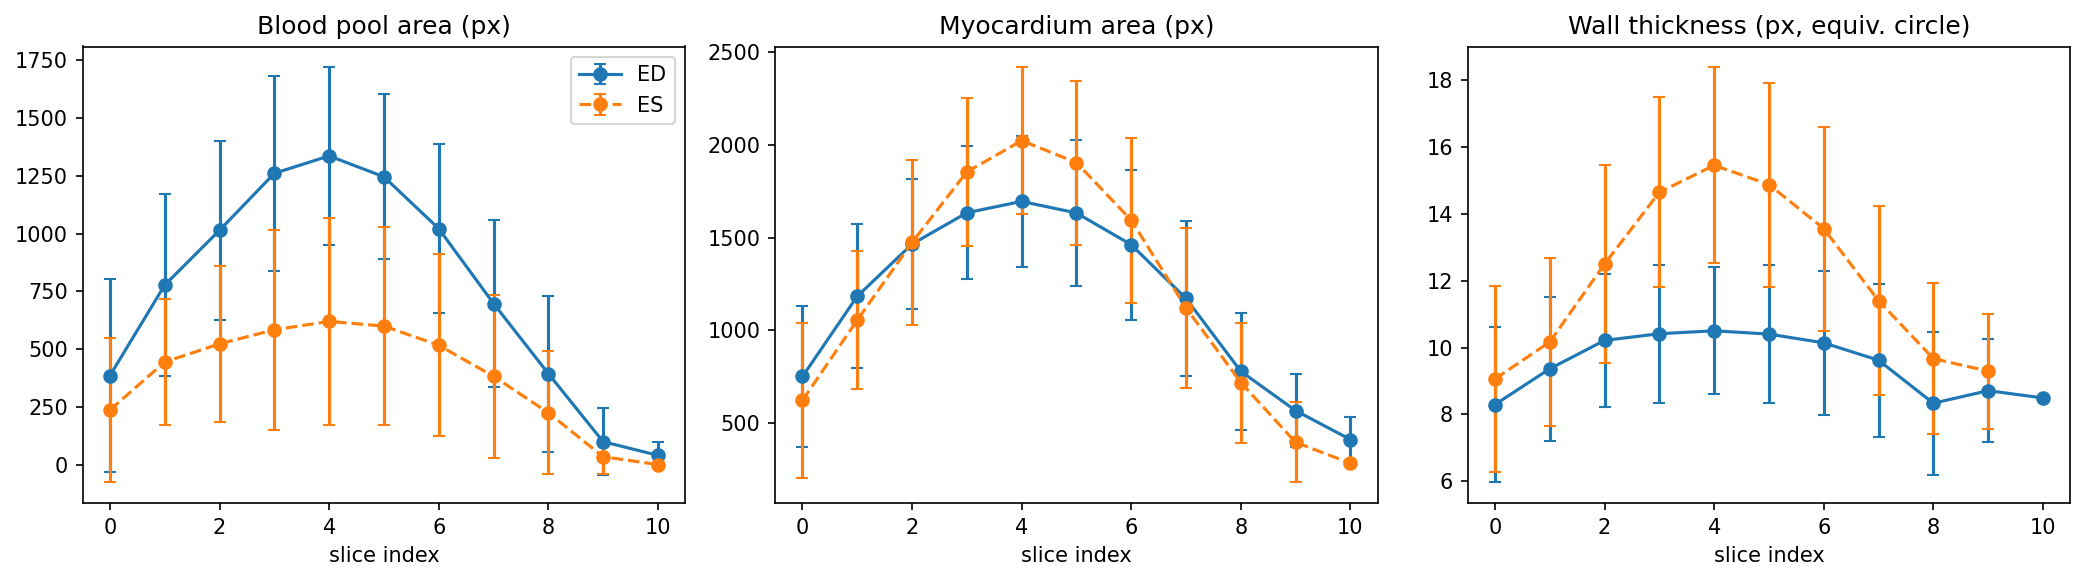 Blood pool area (px)
1750
1500
1250
1000
750
500
250
0
0 2 4 6 8 10
slice index
ED
ES
Myocardium area (px)
2500
2000
1500
1000
500
0 2 4 6 8 10
slice index
Wall thickness (px, equiv. circle)
18
16
14
12
10
8
6
0 2 4 6 8 10
slice index